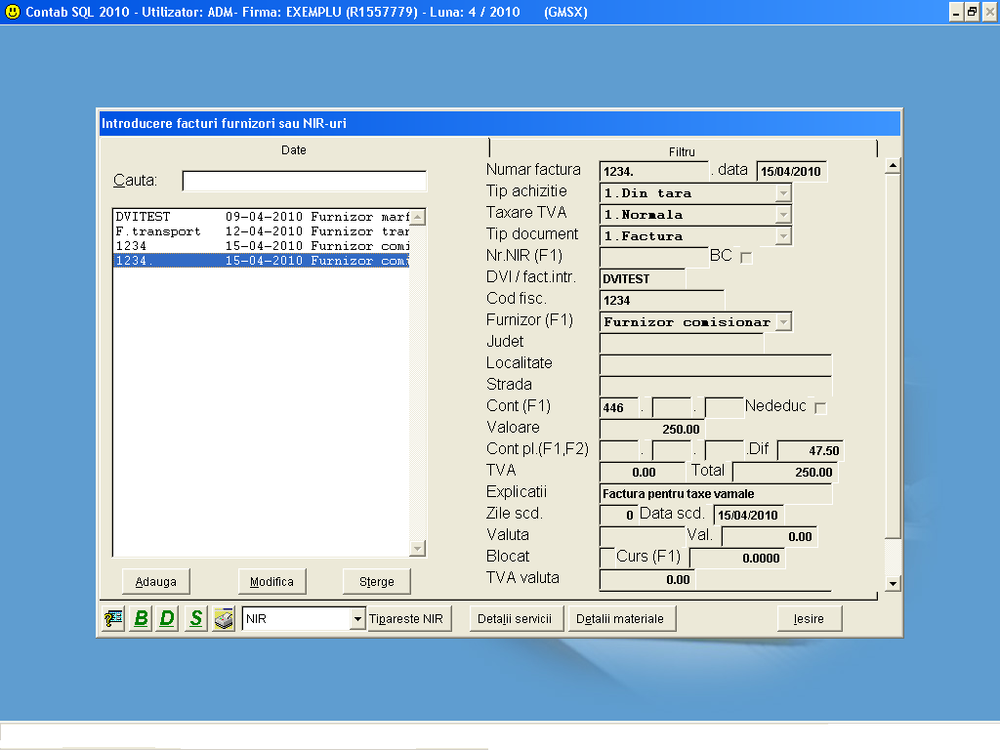 Contab SQL 2010 - Utilizator: ADM- Firma: EXEMPLU (R1557779) - Luna: 4 / 2010 (GMSX)
Introducere facturi furnizori sau NIR-uri
Date
Filtru
Cauta:
DVITEST 09-04-2010 Furnizor marf
F.transport 12-04-2010 Furnizor tran
1234 15-04-2010 Furnizor comi
1234. 15-04-2010 Furnizor comi
Adauga Modifica Sterge
Numar factura 1234. . data 15/04/2010
Tip achizitie 1.Din tara
Taxare TVA 1.Normala
Tip document 1.Factura
Nr.NIR (F1) BC
DVI / fact.intr. DVITEST
Cod fisc. 1234
Furnizor (F1) Furnizor comisionar
Judet
Localitate
Strada
Cont (F1) 446 . . Nededuc
Valoare 250.00
Cont pl.(F1,F2) . . .Dif 47.50
TVA 0.00 Total 250.00
Explicatii Factura pentru taxe vamale
Zile scd. 0 Data scd. 15/04/2010
Valuta Val. 0.00
Blocat Curs (F1) 0.0000
TVA valuta 0.00
B D S NIR Tipareste NIR Detalii servicii Detalii materiale Iesire